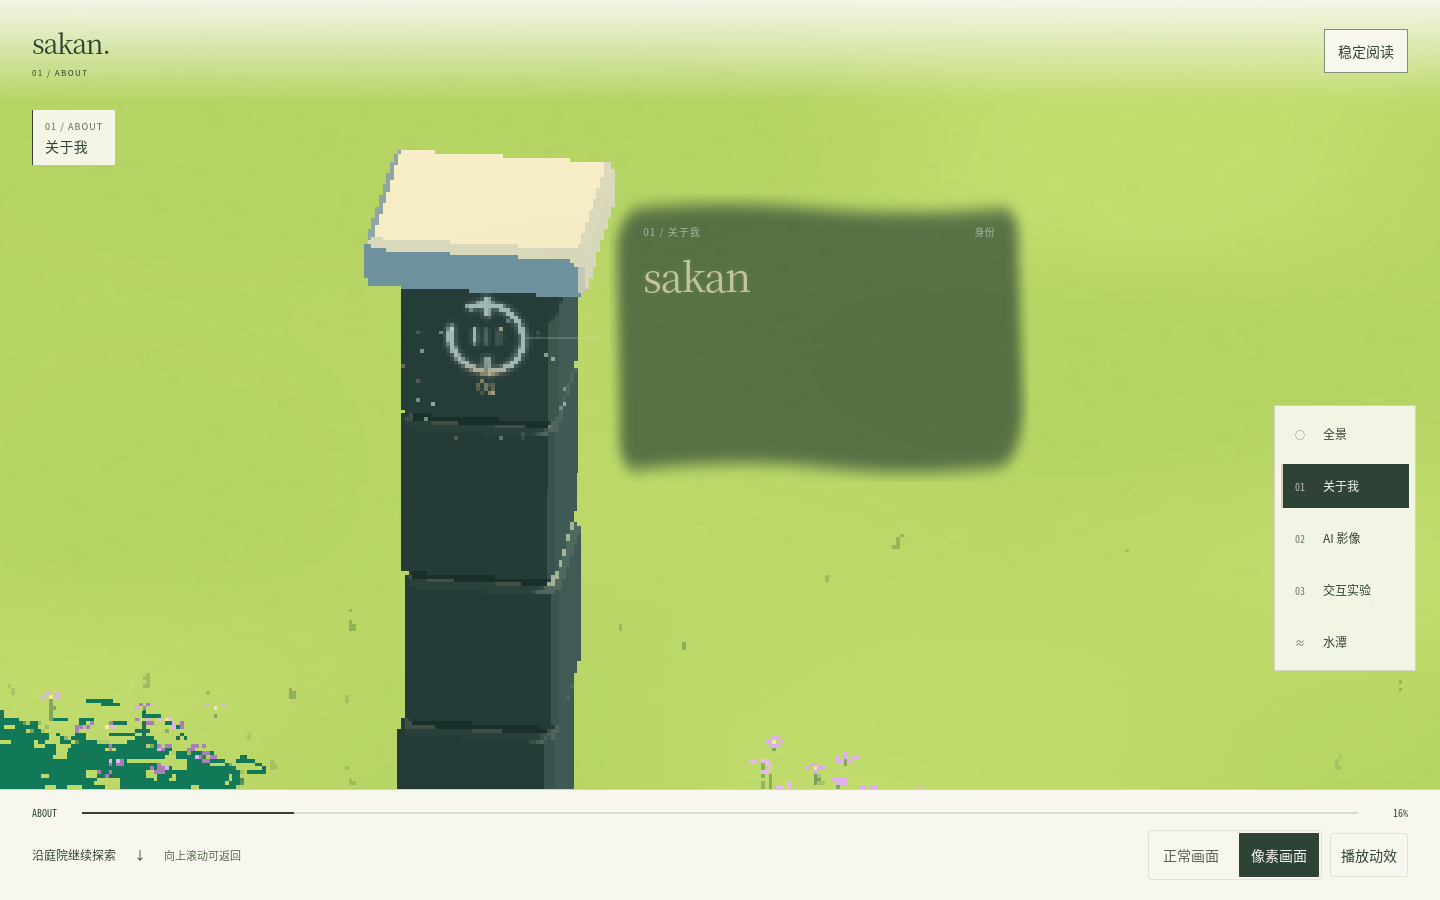 sakan.
01 / ABOUT
稳定阅读
01 / ABOUT
关于我
01 / 关于我
身份
sakan
全景
01 关于我
02 AI 影像
03 交互实验
≈ 水潭
ABOUT
16%
沿庭院继续探索 ↓ 向上滚动可返回
正常画面 像素画面 播放动效